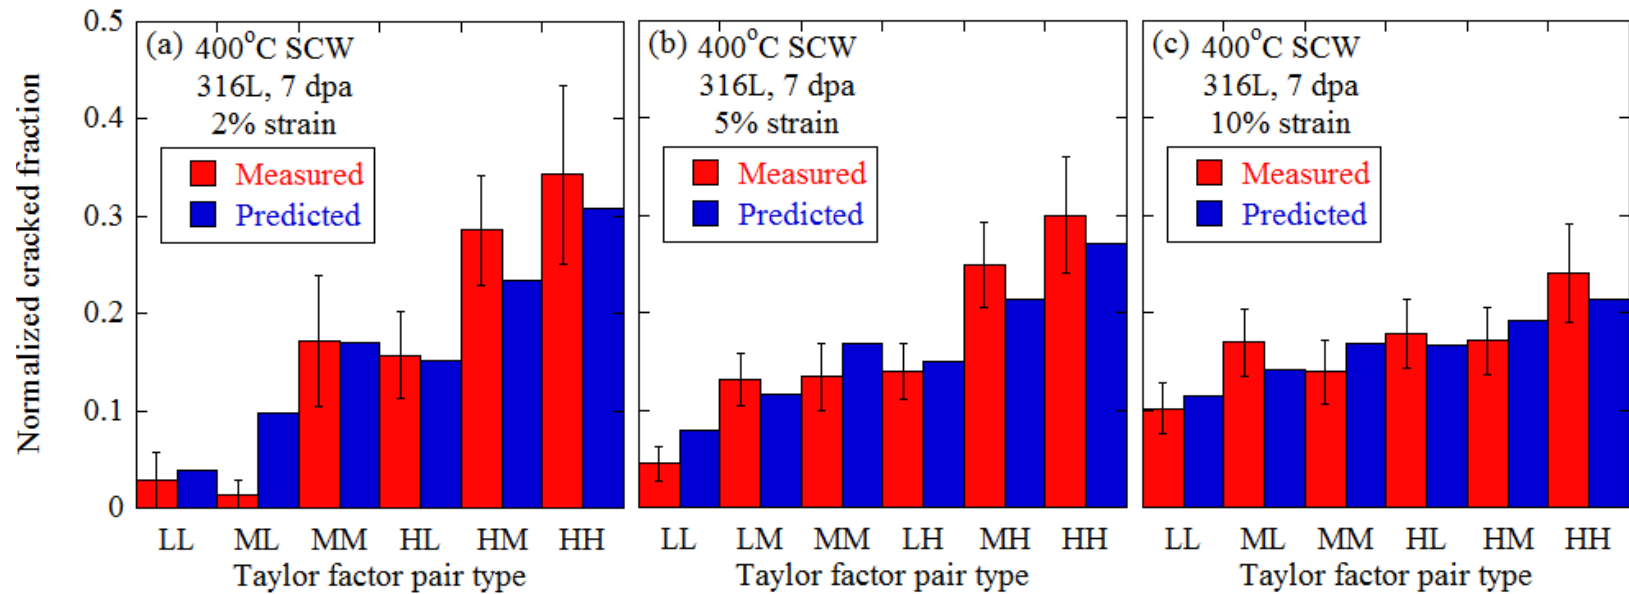 Normalized cracked fraction
0.5
0.4
0.3
0.2
0.1
0
(a) 400°C SCW
316L, 7 dpa
2% strain
Measured
Predicted
LL ML MM HL HM HH
Taylor factor pair type
(b) 400°C SCW
316L, 7 dpa
5% strain
Measured
Predicted
LL LM MM LH MH HH
Taylor factor pair type
(c) 400°C SCW
316L, 7 dpa
10% strain
Measured
Predicted
LL ML MM HL HM HH
Taylor factor pair type